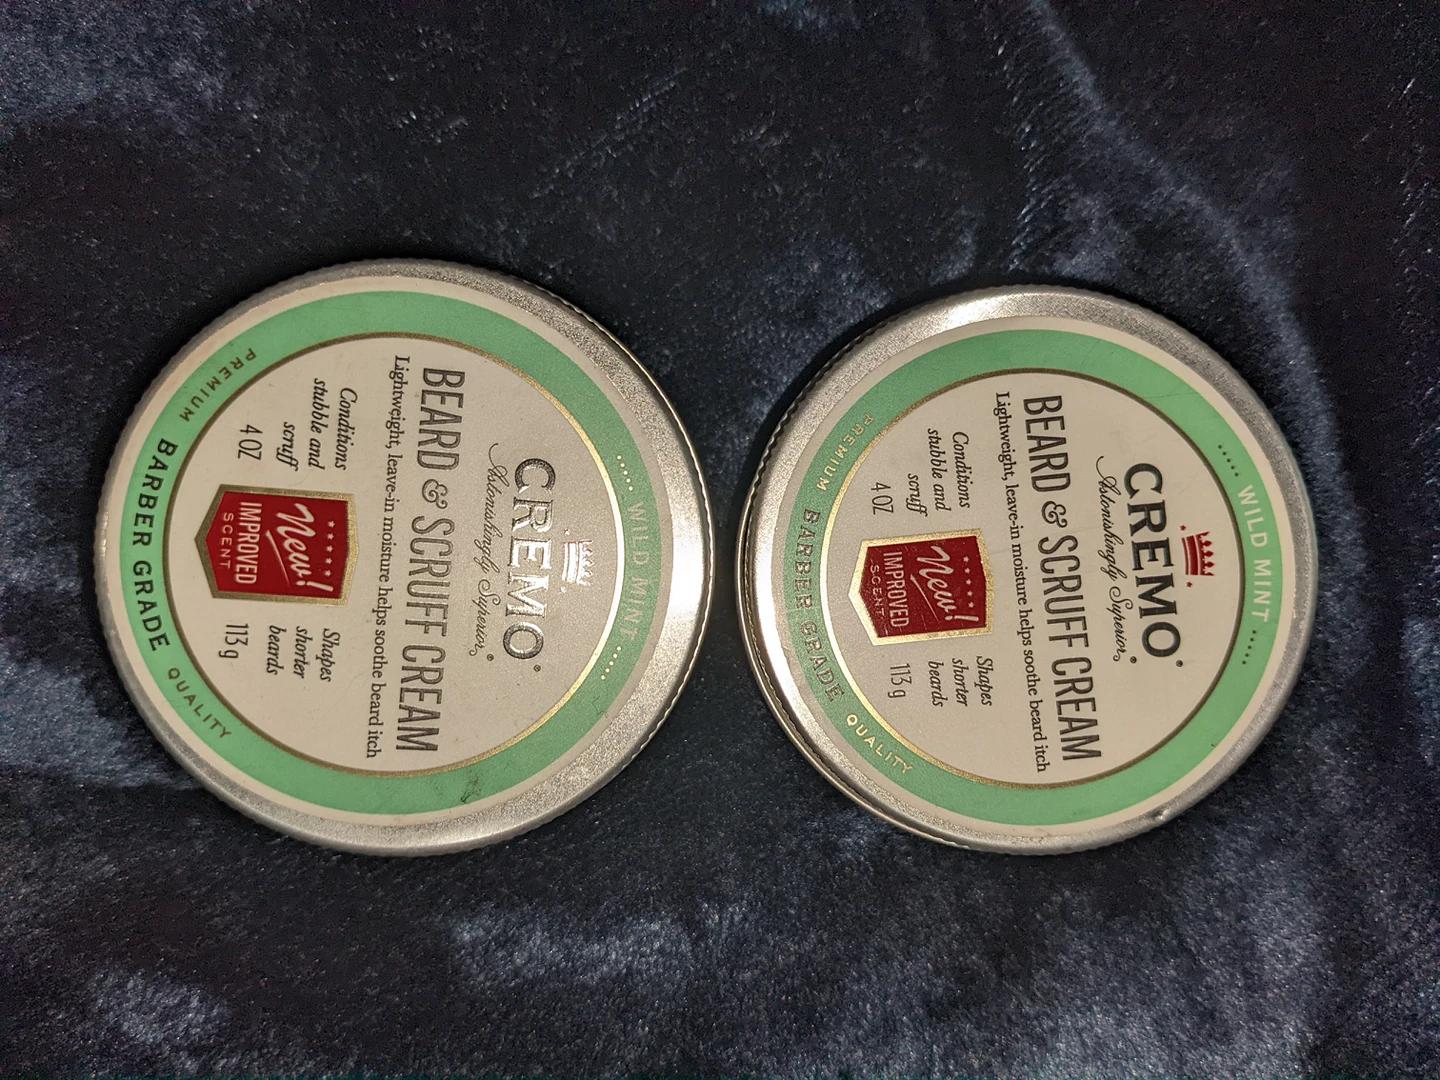 WILD MINT
CREMO®
Astonishingly Superior®
BEARD & SCRUFF CREAM
Lightweight, leave-in moisture helps soothe beard itch
Conditions
stubble and
scruff
4 OZ
New!
IMPROVED
SCENT
Shapes
shorter
beards
113 g
PREMIUM BARBER GRADE QUALITY
WILD MINT
CREMO®
Astonishingly Superior®
BEARD & SCRUFF CREAM
Lightweight, leave-in moisture helps soothe beard itch
Conditions
stubble and
scruff
4 OZ
New!
IMPROVED
SCENT
Shapes
shorter
beards
113 g
PREMIUM BARBER GRADE QUALITY